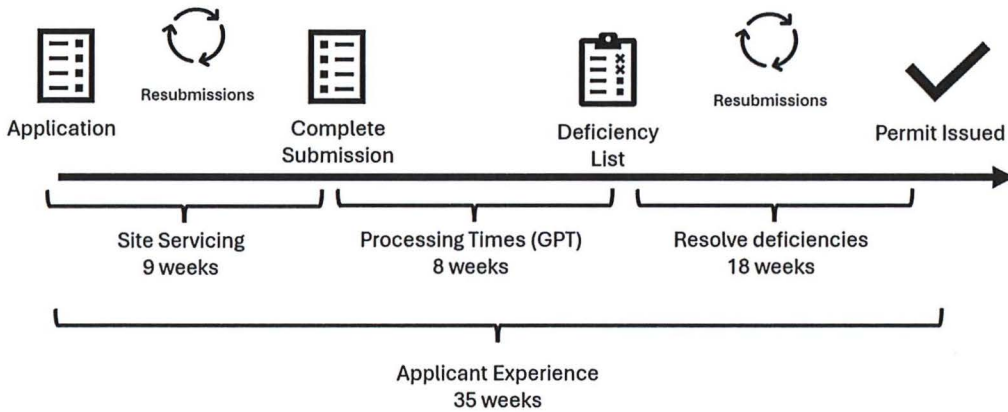 Resubmissions
Resubmissions
Application
Complete
Submission
Deficiency
List
Permit Issued
Site Servicing
9 weeks
Processing Times (GPT)
8 weeks
Resolve deficiencies
18 weeks
Applicant Experience
35 weeks